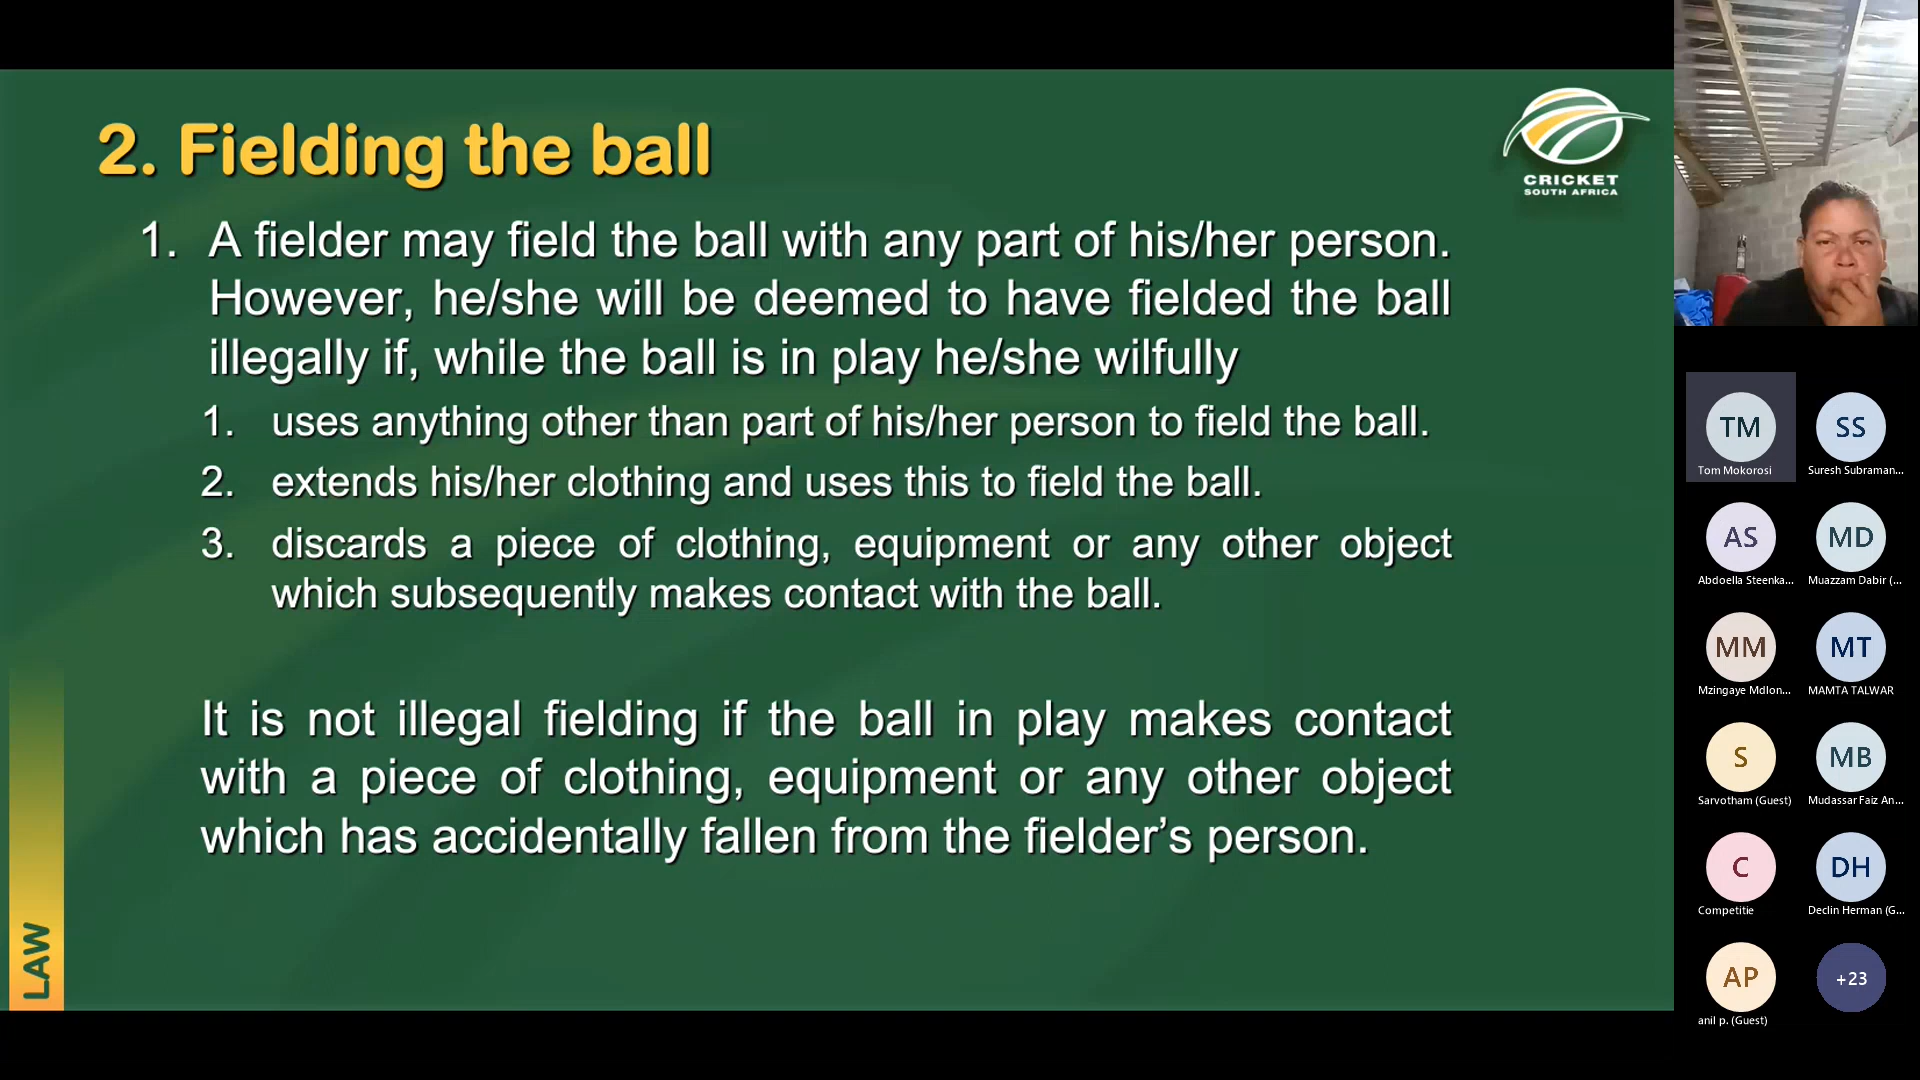 2. Fielding the ball
CRICKET
SOUTH AFRICA
1. A fielder may field the ball with any part of his/her person.
However, he/she will be deemed to have fielded the ball
illegally if, while the ball is in play he/she wilfully
1. uses anything other than part of his/her person to field the ball.
2. extends his/her clothing and uses this to field the ball.
3. discards a piece of clothing, equipment or any other object
which subsequently makes contact with the ball.
It is not illegal fielding if the ball in play makes contact
with a piece of clothing, equipment or any other object
which has accidentally fallen from the fielder’s person.
LAW
TM
Tom Mokorosi
SS
Suresh Subraman...
AS
Abdoella Steenka...
MD
Muazzam Dabir (...
MM
Mzingaye Mdlon...
MT
MAMTA TALWAR
S
Sarvotham (Guest)
MB
Mudassar Faiz An...
C
Competitie
DH
Declin Herman (G...
AP
anil p. (Guest)
+23